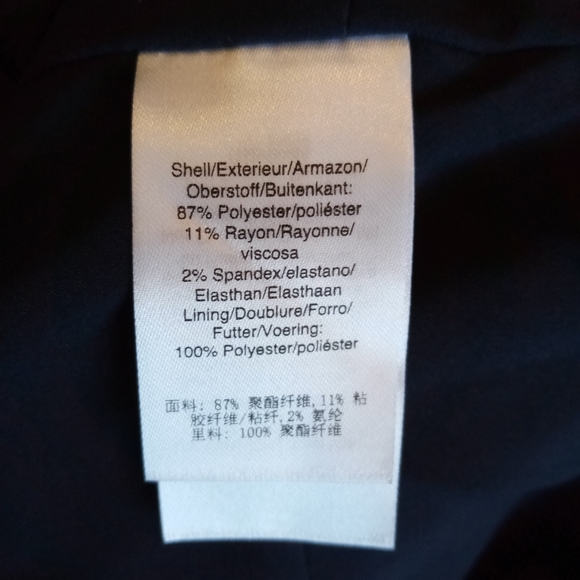 Shell/Exterieur/Armazon/
Oberstoff/Buitenkant:
87% Polyester/poliéster
11% Rayon/Rayonne/
viscosa
2% Spandex/elastano/
Elasthan/Elasthaan
Lining/Doublure/Forro/
Futter/Voering:
100% Polyester/poliéster
面料: 87% 聚酯纤维,11% 粘
胶纤维/粘纤,2% 氨纶
里料: 100% 聚酯纤维